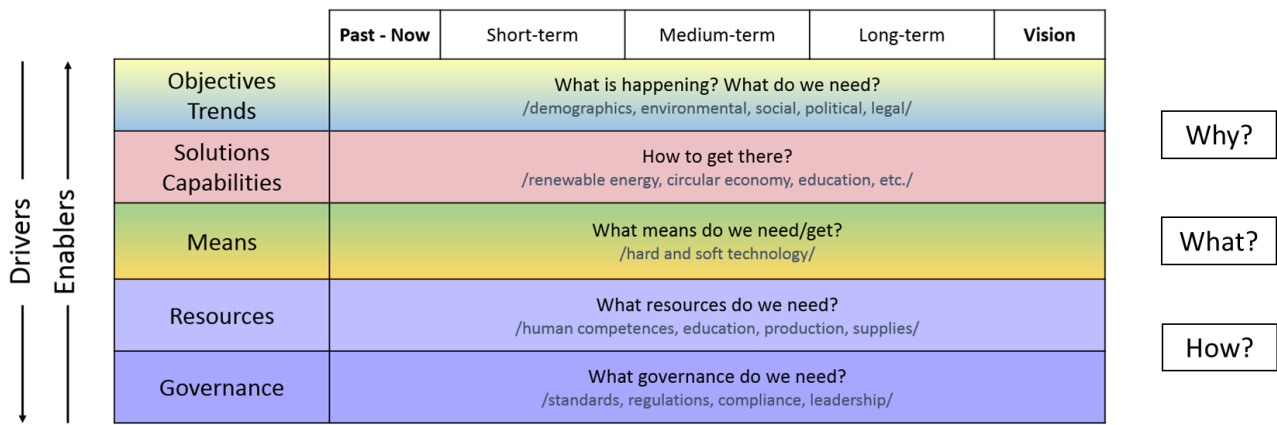 Past - Now
Short-term
Medium-term
Long-term
Vision
Drivers
Enablers
Objectives
Trends
What is happening? What do we need?
/demographics, environmental, social, political, legal/
Solutions
Capabilities
How to get there?
/renewable energy, circular economy, education, etc./
Means
What means do we need/get?
/hard and soft technology/
Resources
What resources do we need?
/human competences, education, production, supplies/
Governance
What governance do we need?
/standards, regulations, compliance, leadership/
Why?
What?
How?